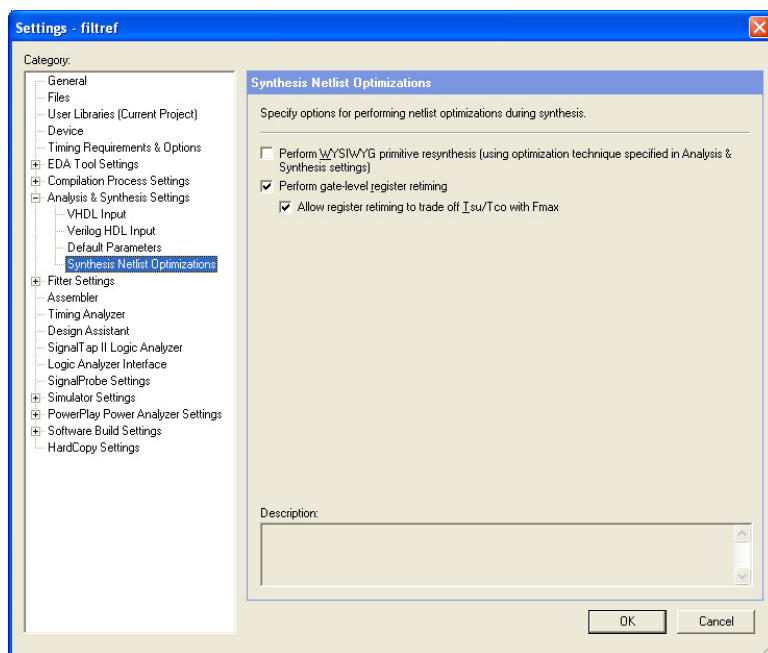 Settings - filtref
Category:
General
Files
User Libraries (Current Project)
Device
Timing Requirements & Options
EDA Tool Settings
Compilation Process Settings
Analysis & Synthesis Settings
VHDL Input
Verilog HDL Input
Default Parameters
Synthesis Netlist Optimizations
Fitter Settings
Assembler
Timing Analyzer
Design Assistant
SignalTap II Logic Analyzer
Logic Analyzer Interface
SignalProbe Settings
Simulator Settings
PowerPlay Power Analyzer Settings
Software Build Settings
HardCopy Settings
Synthesis Netlist Optimizations
Specify options for performing netlist optimizations during synthesis.
Perform WYSIWYG primitive resynthesis (using optimization technique specified in Analysis &
Synthesis settings)
Perform gate-level register retiming
Allow register retiming to trade off Tsu/Tco with Fmax
Description:
OK
Cancel